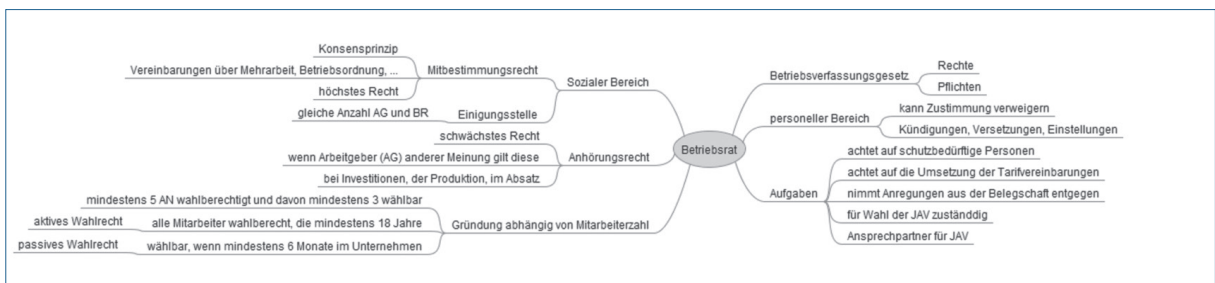 Betriebsrat
Sozialer Bereich
Mitbestimmungsrecht
Konsensprinzip
Vereinbarungen über Mehrarbeit, Betriebsordnung, ...
höchstes Recht
Einigungsstelle
gleiche Anzahl AG und BR
Anhörungsrecht
schwächstes Recht
wenn Arbeitgeber (AG) anderer Meinung gilt diese
bei Investitionen, der Produktion, im Absatz
Gründung abhängig von Mitarbeiterzahl
mindestens 5 AN wahlberechtigt und davon mindestens 3 wählbar
alle Mitarbeiter wahlberecht, die mindestens 18 Jahre
aktives Wahlrecht
wählbar, wenn mindestens 6 Monate im Unternehmen
passives Wahlrecht
Betriebsverfassungsgesetz
Rechte
Pflichten
personeller Bereich
kann Zustimmung verweigern
Kündigungen, Versetzungen, Einstellungen
Aufgaben
achtet auf schutzbedürftige Personen
achtet auf die Umsetzung der Tarifvereinbarungen
nimmt Anregungen aus der Belegschaft entgegen
für Wahl der JAV zuständdig
Ansprechpartner für JAV